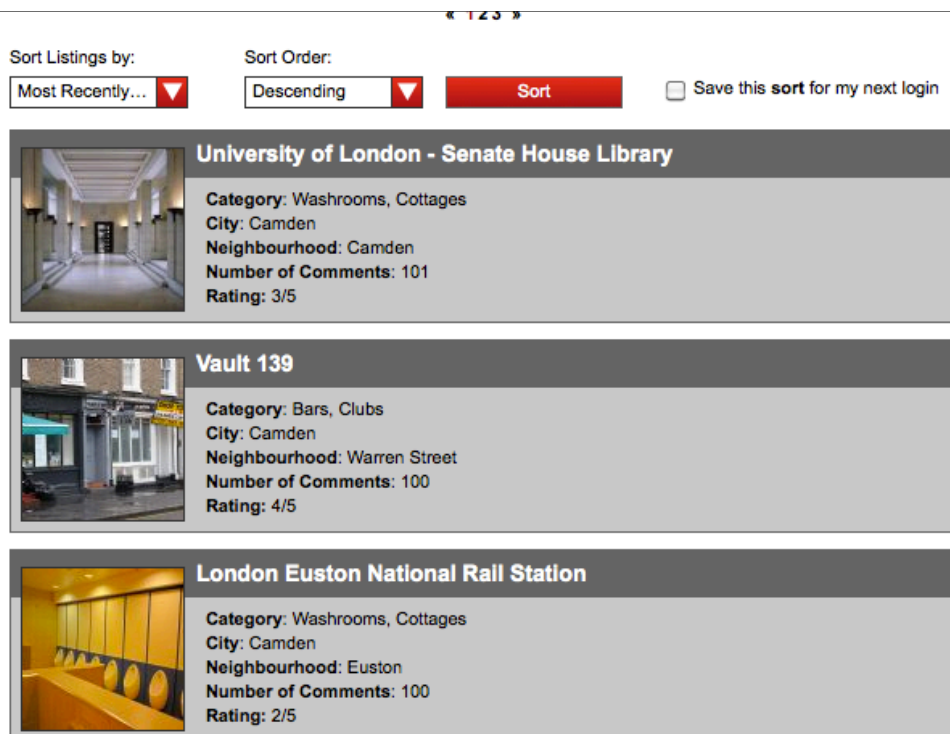 « 1 2 3 »
Sort Listings by: Sort Order:
Most Recently... Descending Sort Save this sort for my next login
University of London - Senate House Library
Category: Washrooms, Cottages
City: Camden
Neighbourhood: Camden
Number of Comments: 101
Rating: 3/5
Vault 139
Category: Bars, Clubs
City: Camden
Neighbourhood: Warren Street
Number of Comments: 100
Rating: 4/5
London Euston National Rail Station
Category: Washrooms, Cottages
City: Camden
Neighbourhood: Euston
Number of Comments: 100
Rating: 2/5